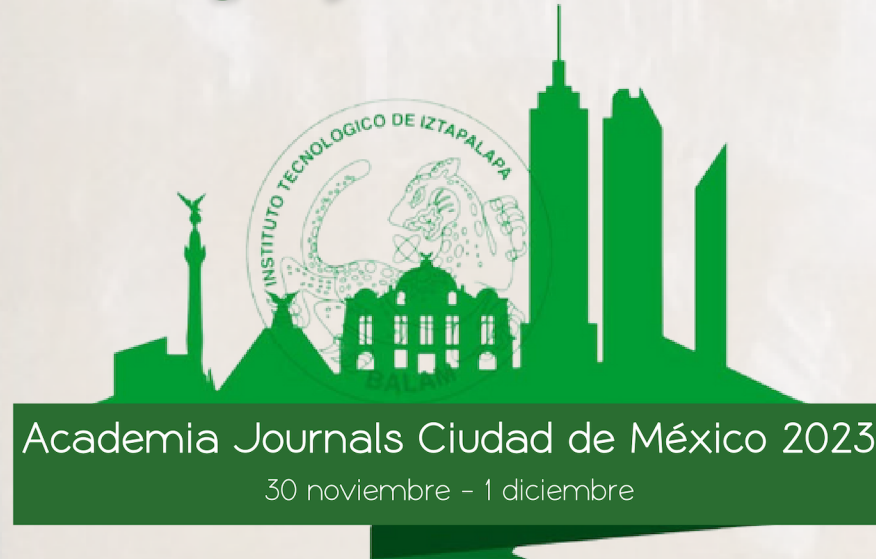 INSTITUTO TECNOLOGICO DE IZTAPALAPA
BALAM
Academia Journals Ciudad de México 2023
30 noviembre - 1 diciembre